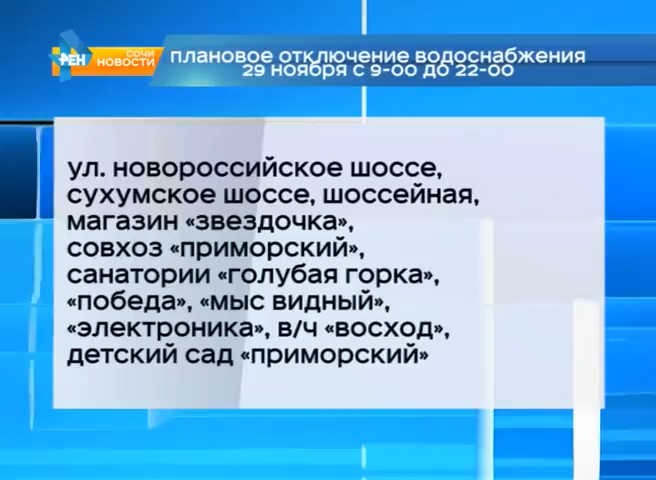 РЕН
СОЧИ
НОВОСТИ
ПЛАНОВОЕ ОТКЛЮЧЕНИЕ ВОДОСНАБЖЕНИЯ
29 НОЯБРЯ С 9-00 ДО 22-00
ул. новороссийское шоссе,
сухумское шоссе, шоссейная,
магазин «звездочка»,
совхоз «приморский»,
санатории «голубая горка»,
«победа», «мыс видный»,
«электроника», в/ч «восход»,
детский сад «приморский»